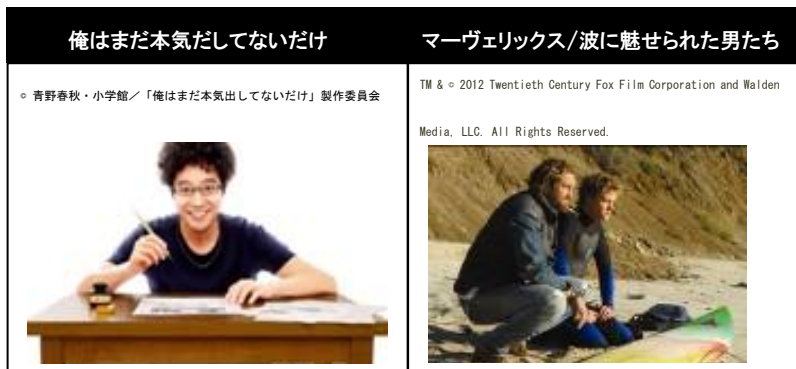 俺はまだ本気だしてないだけ
マーヴェリックス/波に魅せられた男たち
© 青野春秋・小学館／「俺はまだ本気出してないだけ」製作委員会
TM & © 2012 Twentieth Century Fox Film Corporation and Walden
Media, LLC. All Rights Reserved.